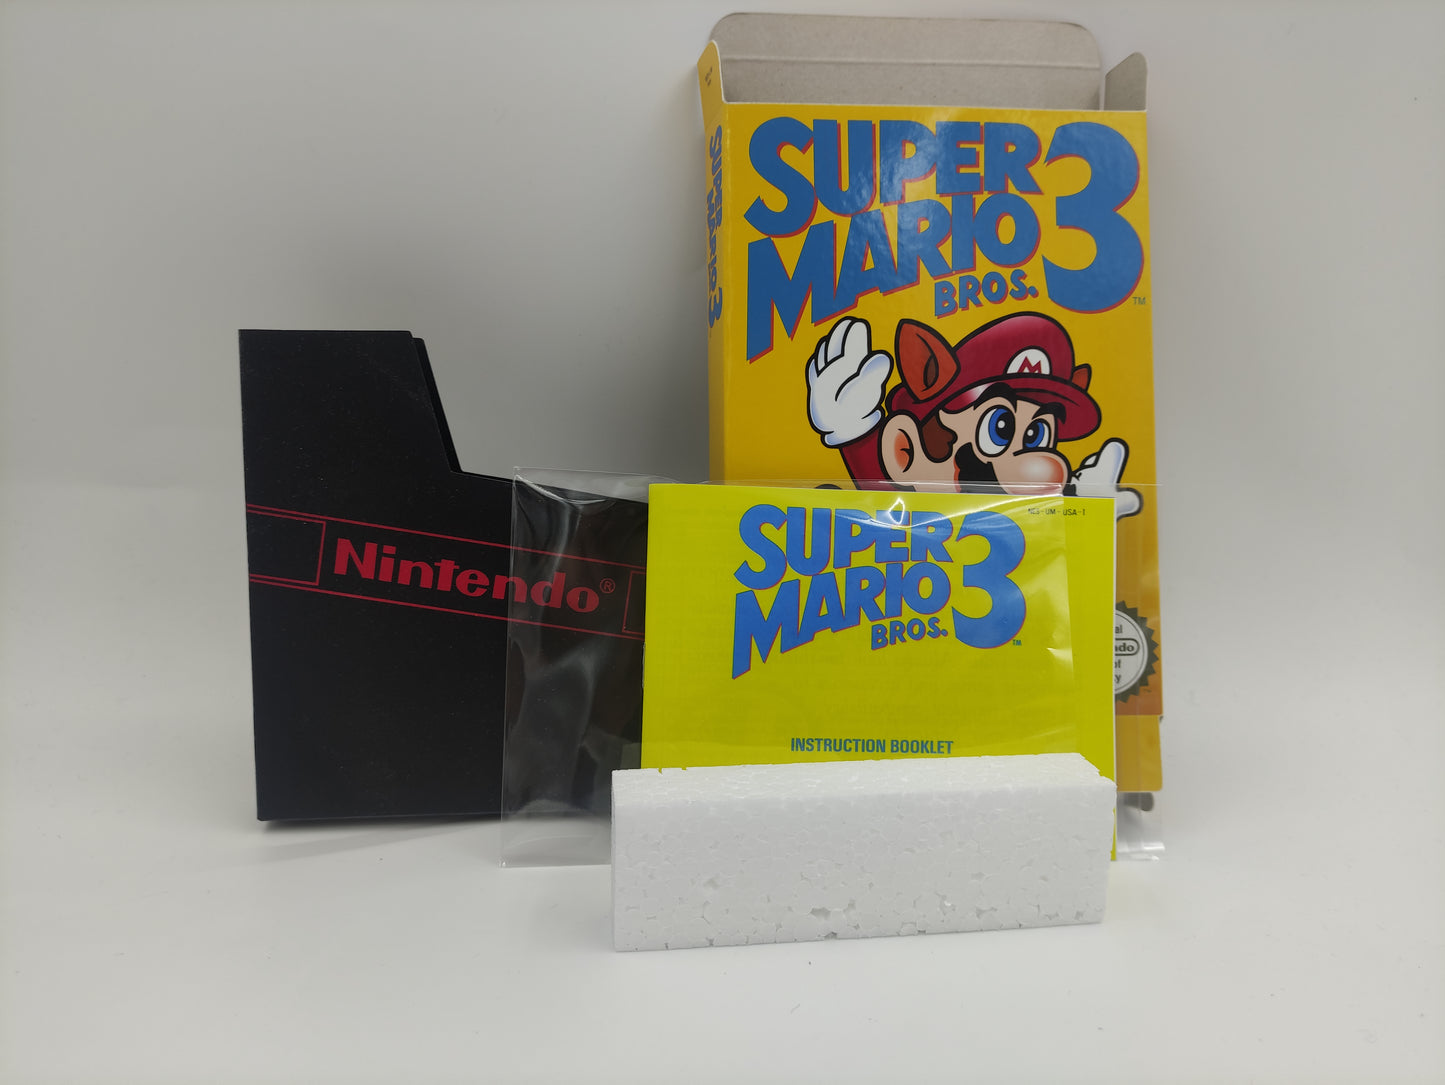 SUPER
MARIO 3
BROS.
TM
SUPER
MARIO 3
M
Nintendo®
NES-UM-USA-1
SUPER
MARIO 3
BROS.
TM
INSTRUCTION BOOKLET